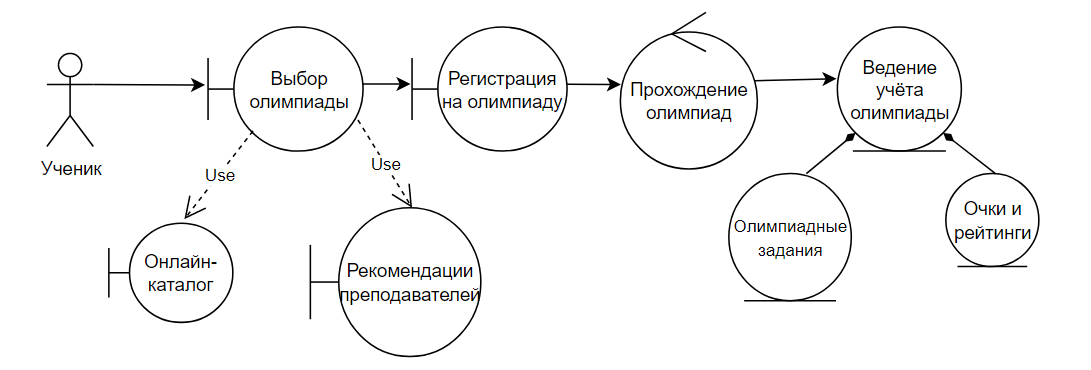 Ученик
Выбор
олимпиады
Регистрация
на олимпиаду
Прохождение
олимпиад
Ведение
учёта
олимпиады
Use
Use
Онлайн-
каталог
Рекомендации
преподавателей
Олимпиадные
задания
Очки и
рейтинги